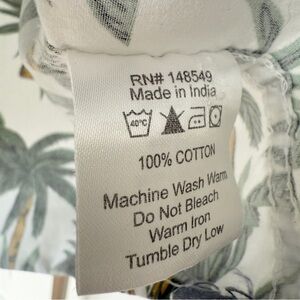 RN# 148549
Made in India
40°C
100% COTTON
Machine Wash Warm
Do Not Bleach
Warm Iron
Tumble Dry Low